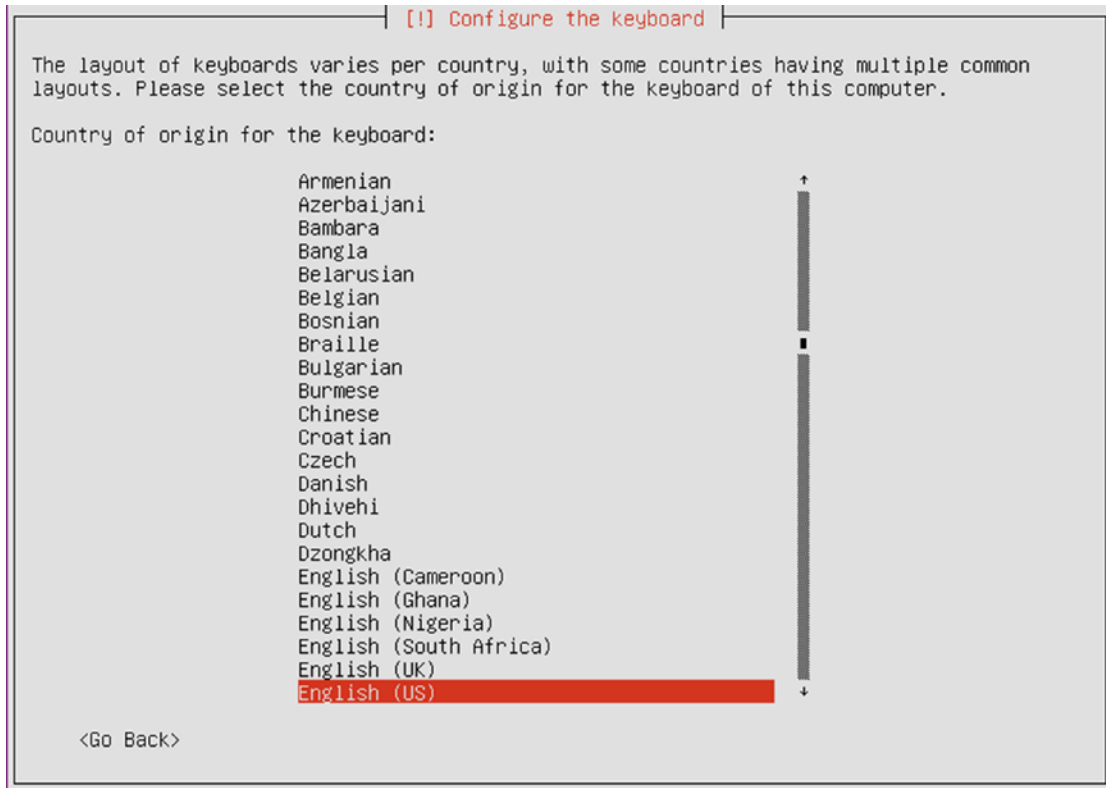 [!] Configure the keyboard
The layout of keyboards varies per country, with some countries having multiple common
layouts. Please select the country of origin for the keyboard of this computer.
Country of origin for the keyboard:
Armenian
Azerbaijani
Bambara
Bangla
Belarusian
Belgian
Bosnian
Braille
Bulgarian
Burmese
Chinese
Croatian
Czech
Danish
Dhivehi
Dutch
Dzongkha
English (Cameroon)
English (Ghana)
English (Nigeria)
English (South Africa)
English (UK)
English (US)
<Go Back>